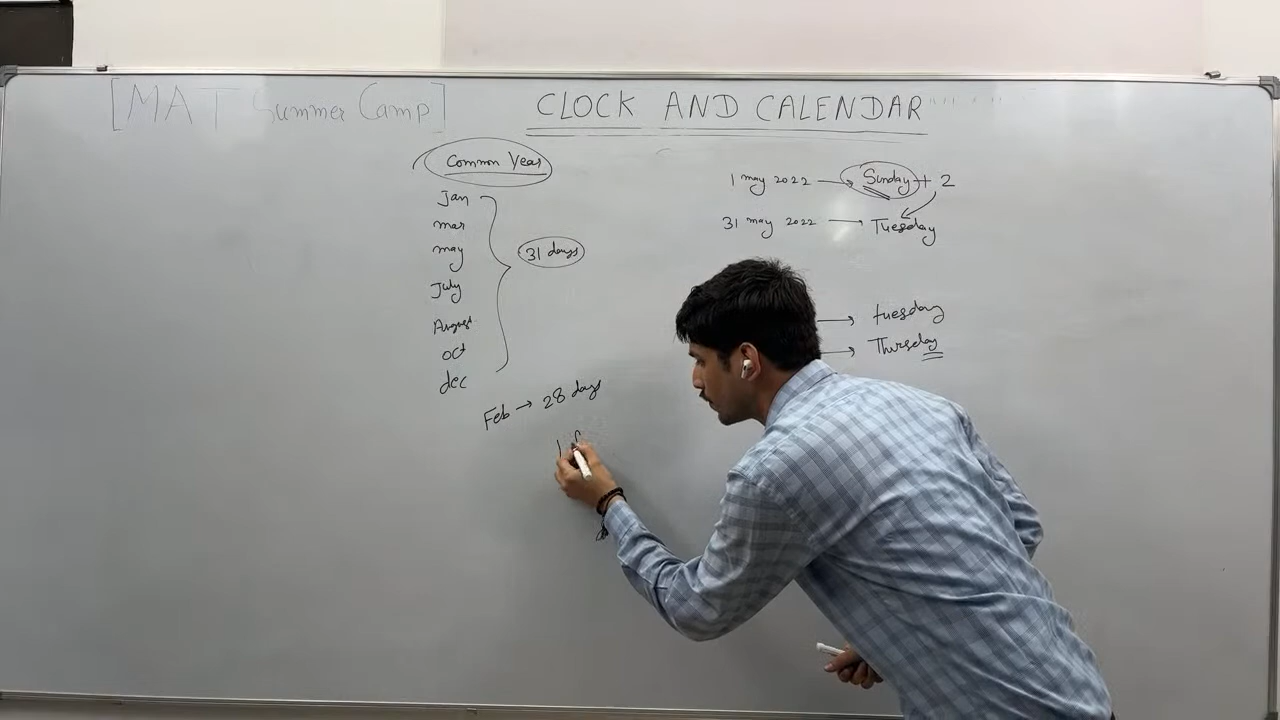 [MAT Summer Camp]
CLOCK AND CALENDAR
Common Year
Jan
mar
may
July
August
oct
dec
31 days
Feb → 28 days
1 may 2022 → Sunday + 2
31 may 2022 → Tuesday
→ tuesday
→ Thursday